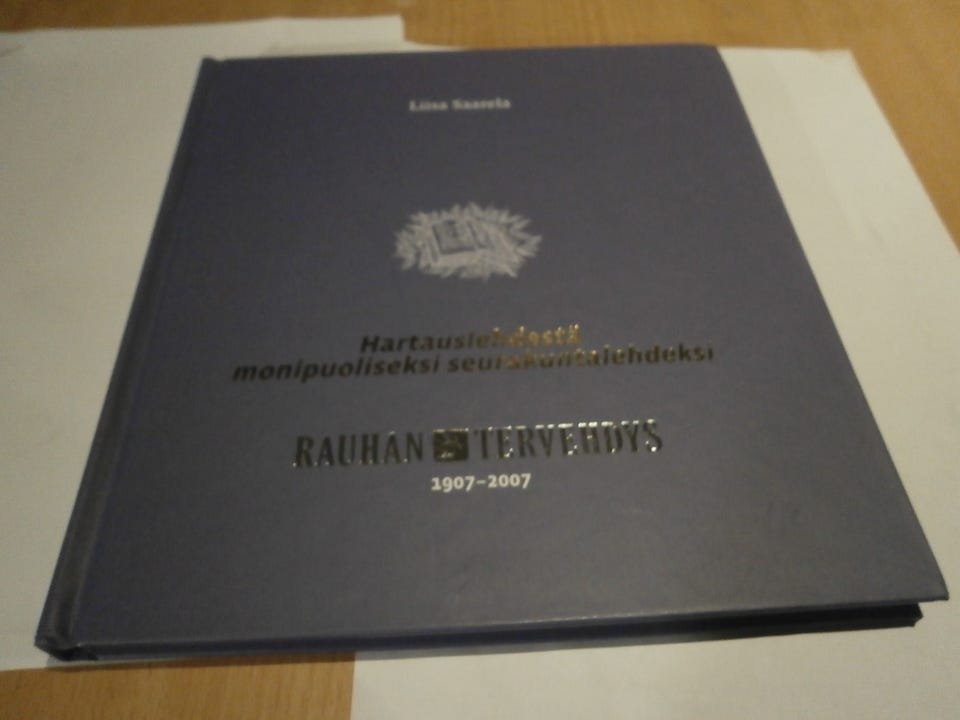 Liisa Saarela
Hartauslehdestä
monipuoliseksi seurakuntalehdeksi
RAUHAN TERVEHDYS
1907-2007